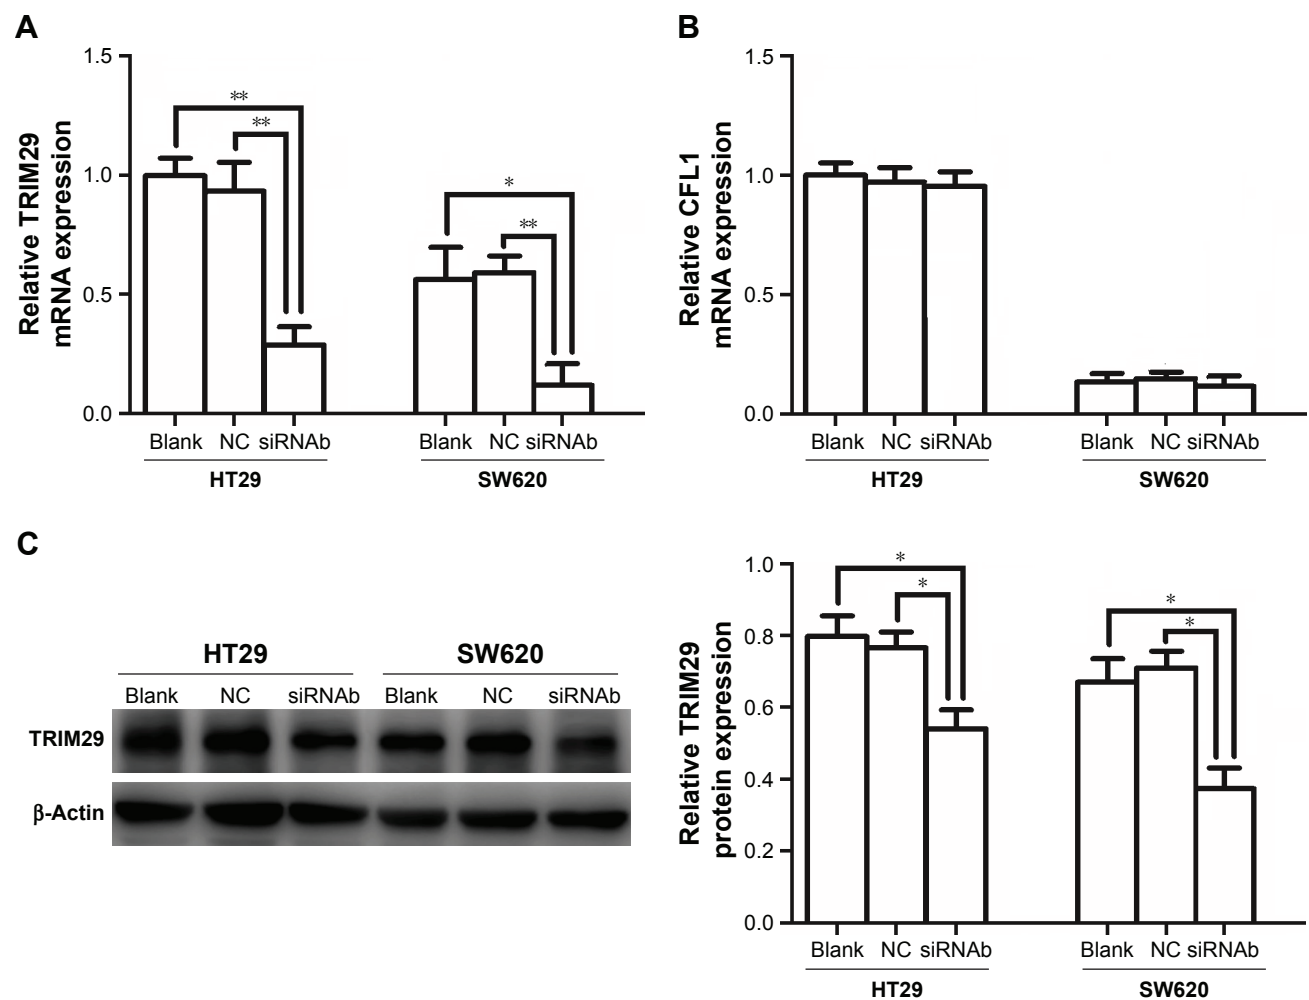 A
Relative TRIM29
mRNA expression
1.5
1.0
0.5
0.0
**
**
*
**
Blank NC siRNAb
HT29
Blank NC siRNAb
SW620
B
Relative CFL1
mRNA expression
1.5
1.0
0.5
0.0
Blank NC siRNAb
HT29
Blank NC siRNAb
SW620
C
HT29 SW620
Blank NC siRNAb Blank NC siRNAb
TRIM29
β-Actin
Relative TRIM29
protein expression
1.0
0.8
0.6
0.4
0.2
0.0
*
*
*
*
Blank NC siRNAb
HT29
Blank NC siRNAb
SW620